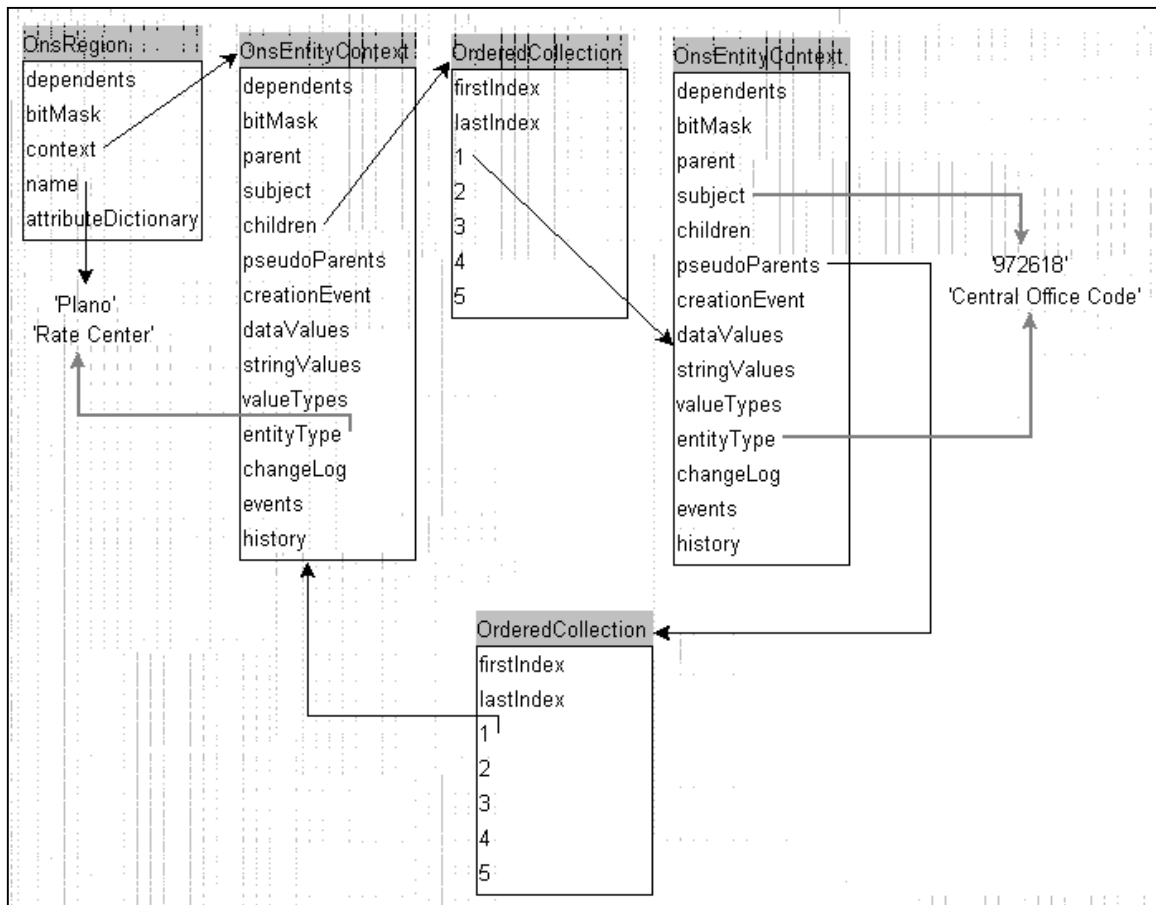 OnsRegion
dependents
bitMask
context
name
attributeDictionary
'Plano'
'Rate Center'
OnsEntityContext
dependents
bitMask
parent
subject
children
pseudoParents
creationEvent
dataValues
stringValues
valueTypes
entityType
changeLog
events
history
OrderedCollection
firstIndex
lastIndex
1
2
3
4
5
OnsEntityContext
dependents
bitMask
parent
subject
children
pseudoParents
creationEvent
dataValues
stringValues
valueTypes
entityType
changeLog
events
history
'972618'
'Central Office Code'
OrderedCollection
firstIndex
lastIndex
1
2
3
4
5